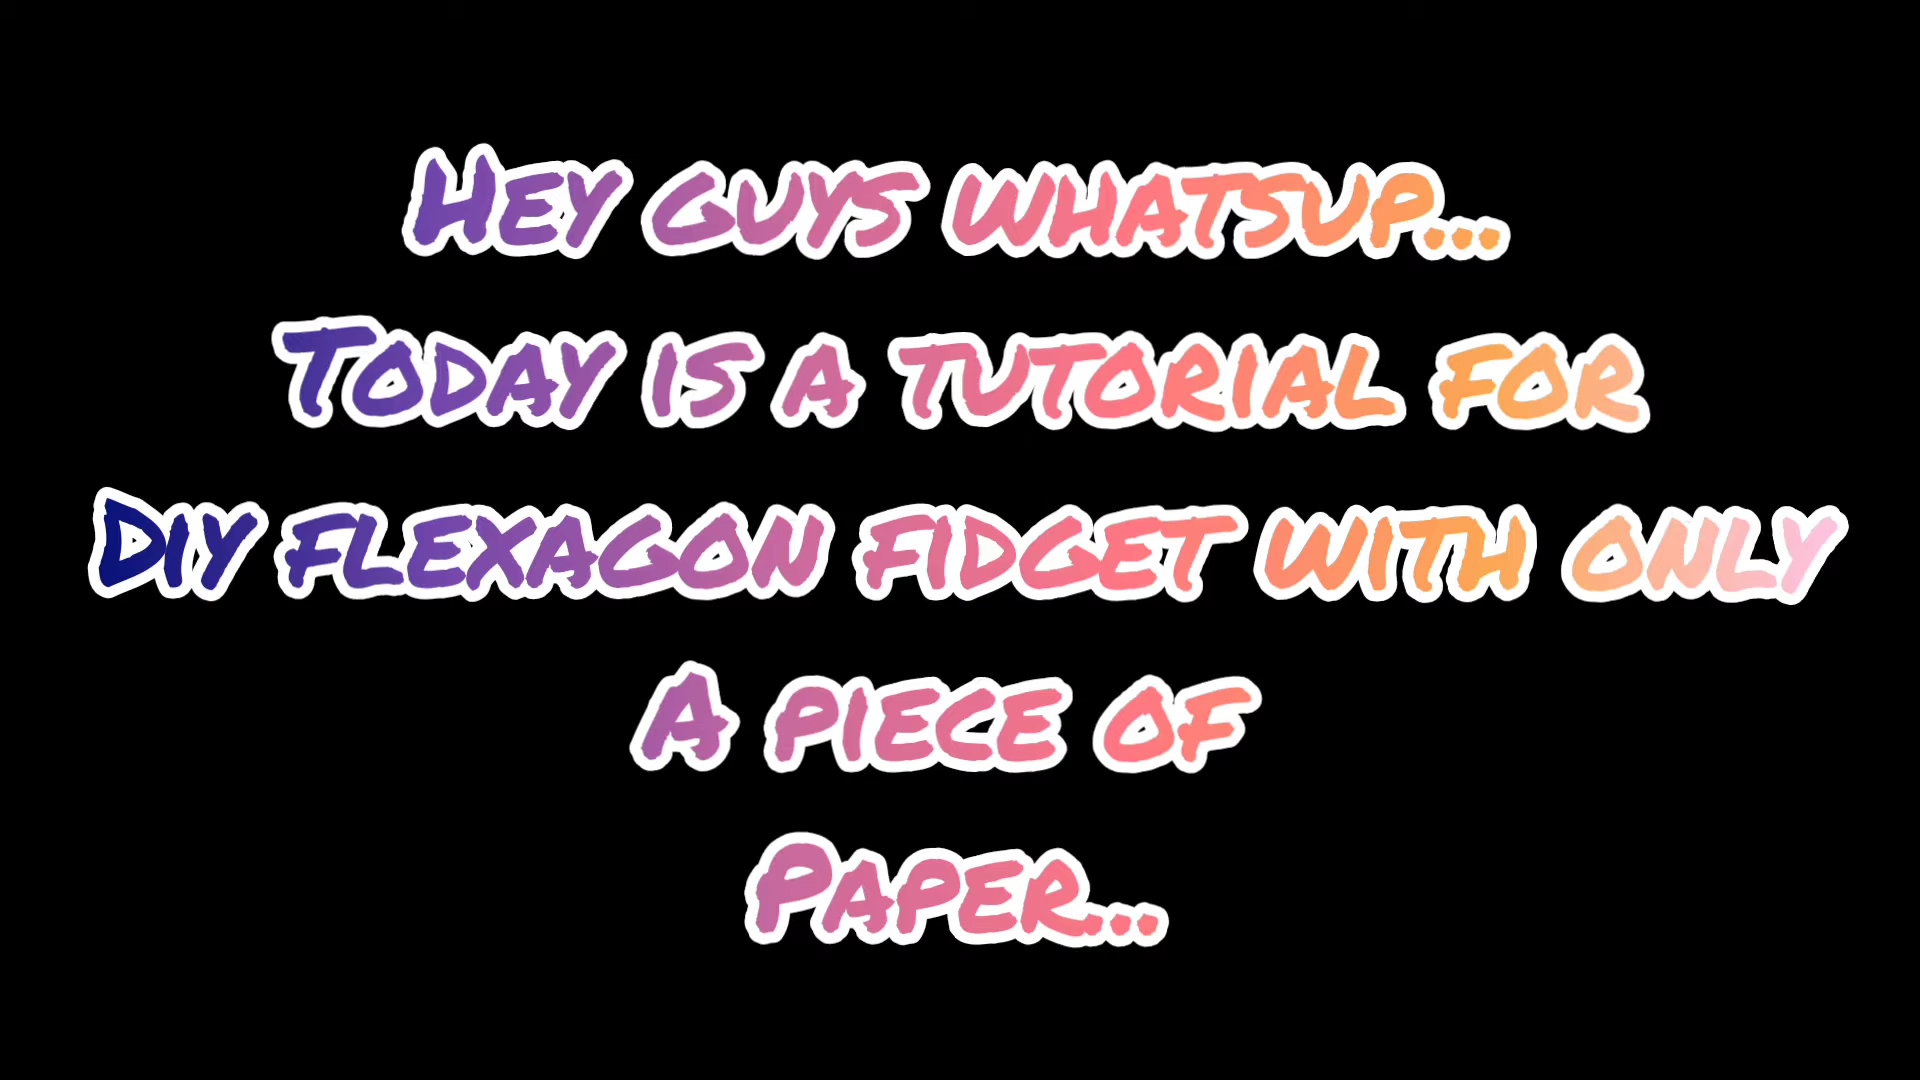 Hey guys whatsup...
Today is a tutorial for
Diy flexagon fidget with only
A piece of
Paper...